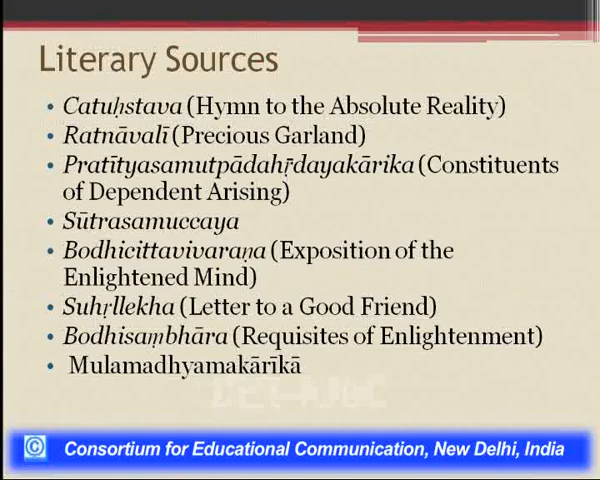 Literary Sources
• Catuḥstava (Hymn to the Absolute Reality)
• Ratnāvalī (Precious Garland)
• Pratītyasamutpādahṛdayakārika (Constituents
of Dependent Arising)
• Sūtrasamuccaya
• Bodhicittavivaraṇa (Exposition of the
Enlightened Mind)
• Suhṛllekha (Letter to a Good Friend)
• Bodhisaṃbhāra (Requisites of Enlightenment)
• Mulamadhyamakārīkā
© Consortium for Educational Communication, New Delhi, India